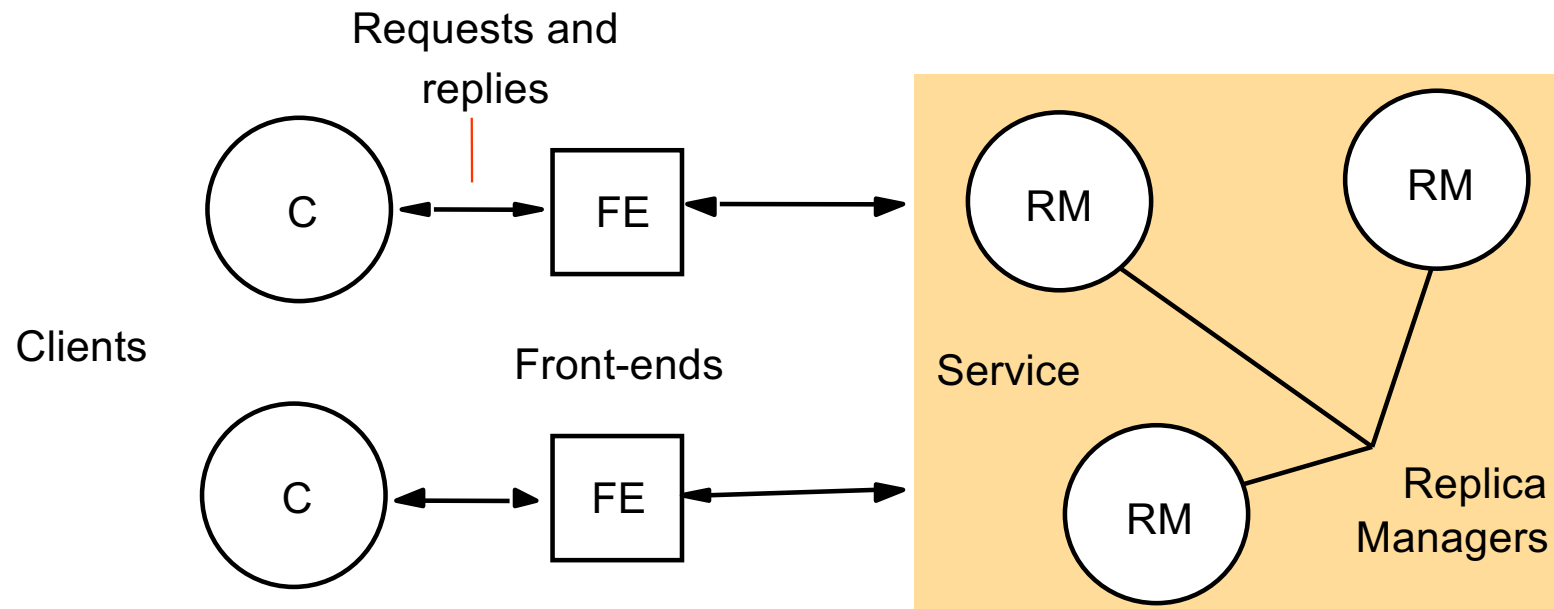 Requests and
replies
C
FE
RM
RM
Clients
Front-ends
Service
C
FE
RM
Replica
Managers